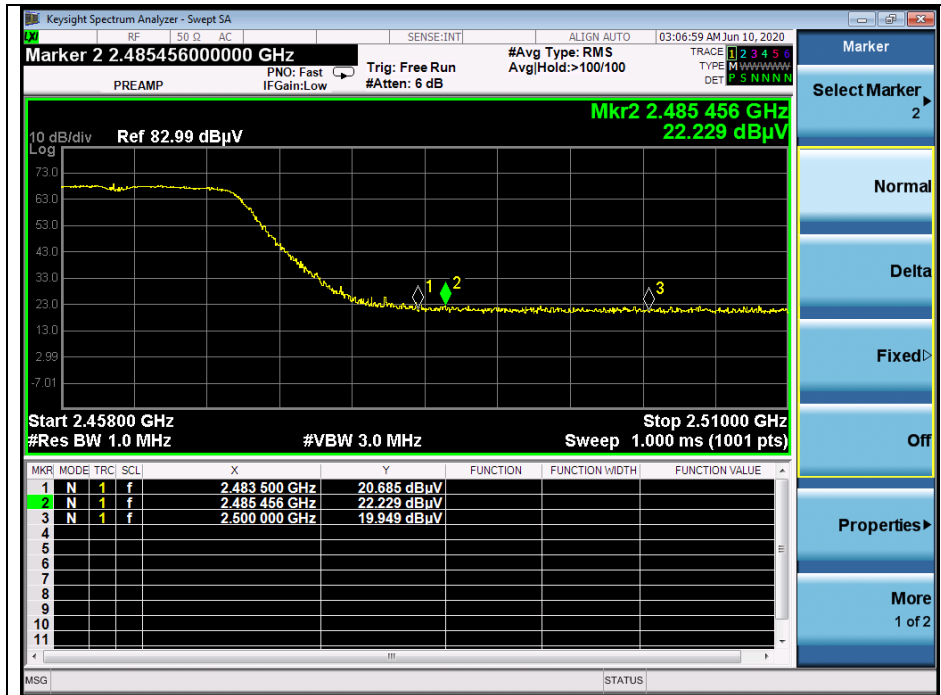 Keysight Spectrum Analyzer - Swept SA
LXI
RF
50 Ω
AC
SENSE:INT
ALIGN AUTO
03:06:59 AM Jun 10, 2020
Marker 2 2.485456000000 GHz
PREAMP
PNO: Fast
IFGain:Low
Trig: Free Run
#Atten: 6 dB
#Avg Type: RMS
Avg|Hold:>100/100
TRACE 1 2 3 4 5 6
TYPE M W W W W W
DET P S N N N N
Mkr2 2.485 456 GHz
22.229 dBµV
10 dB/div
Ref 82.99 dBµV
Log
73.0
63.0
53.0
43.0
33.0
23.0
13.0
2.99
-7.01
1
2
3
Start 2.45800 GHz
Stop 2.51000 GHz
#Res BW 1.0 MHz
#VBW 3.0 MHz
Sweep 1.000 ms (1001 pts)
MKR MODE TRC SCL X Y FUNCTION FUNCTION WIDTH FUNCTION VALUE
1 N 1 f 2.483 500 GHz 20.685 dBµV
2 N 1 f 2.485 456 GHz 22.229 dBµV
3 N 1 f 2.500 000 GHz 19.949 dBµV
4
5
6
7
8
9
10
11
MSG
STATUS
Marker
Select Marker
2
Normal
Delta
Fixed
Off
Properties
More
1 of 2